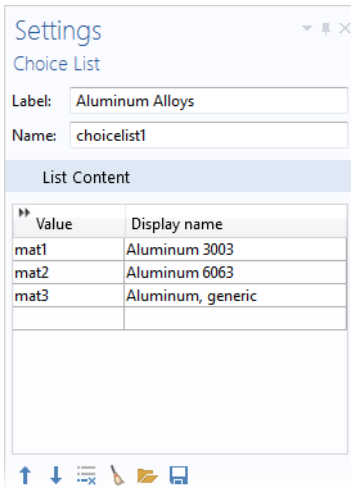 Settings
Choice List
Label: Aluminum Alloys
Name: choicelist1
List Content
Value Display name
mat1 Aluminum 3003
mat2 Aluminum 6063
mat3 Aluminum, generic